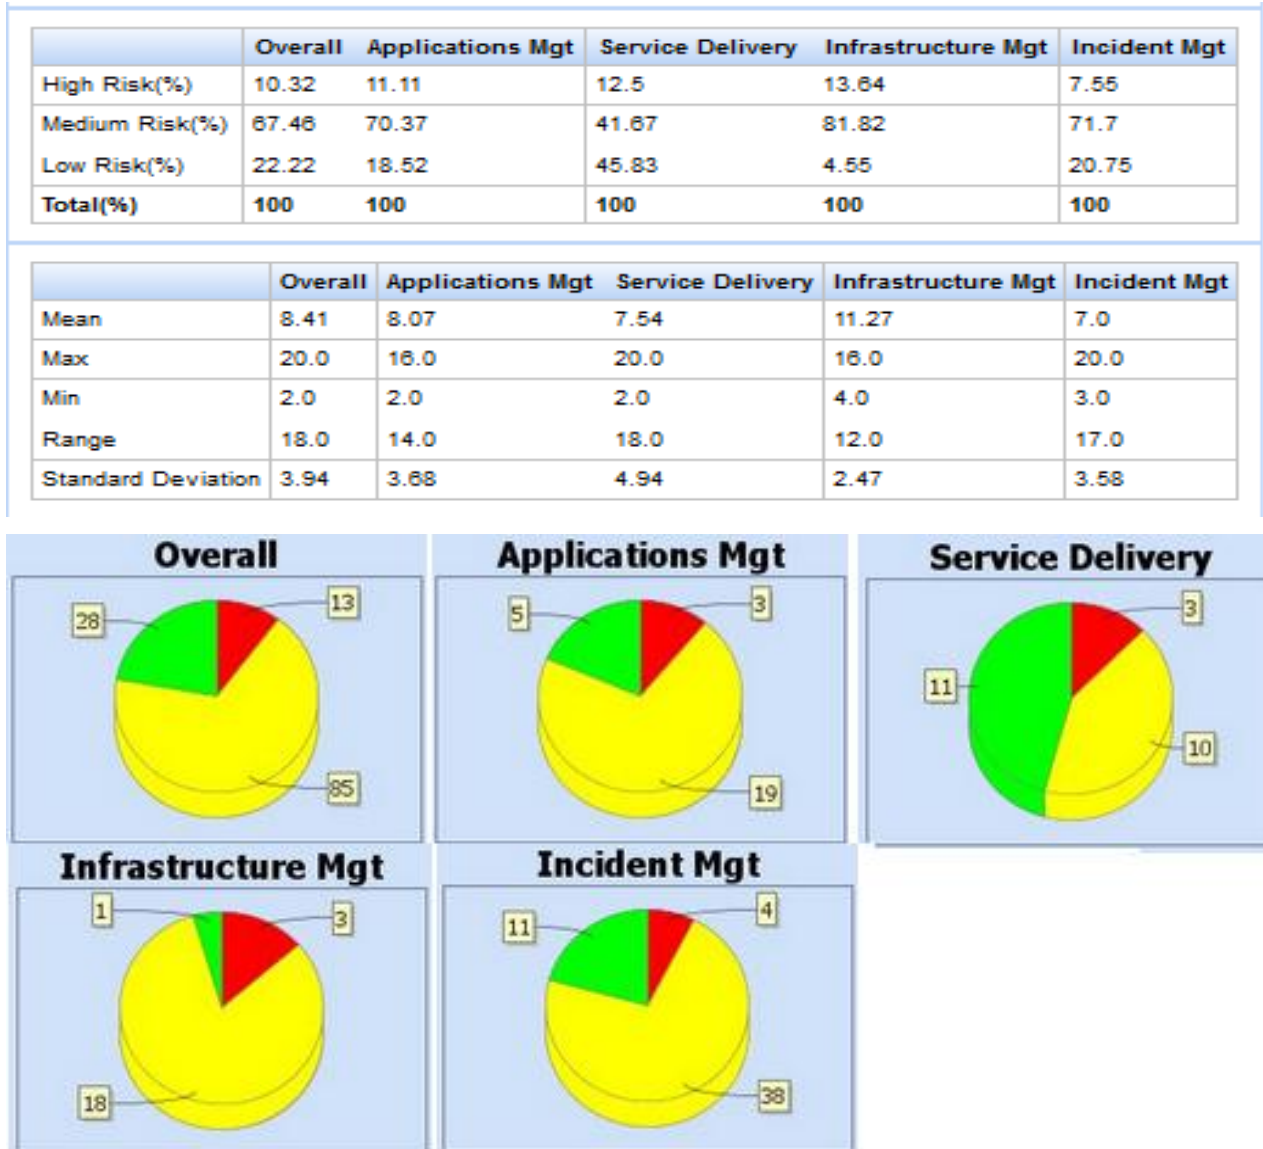 Overall Applications Mgt Service Delivery Infrastructure Mgt Incident Mgt
High Risk(%) 10.32 11.11 12.5 13.64 7.55
Medium Risk(%) 67.46 70.37 41.67 81.82 71.7
Low Risk(%) 22.22 18.52 45.83 4.55 20.75
Total(%) 100 100 100 100 100
Overall Applications Mgt Service Delivery Infrastructure Mgt Incident Mgt
Mean 8.41 8.07 7.54 11.27 7.0
Max 20.0 16.0 20.0 16.0 20.0
Min 2.0 2.0 2.0 4.0 3.0
Range 18.0 14.0 18.0 12.0 17.0
Standard Deviation 3.94 3.68 4.94 2.47 3.58
Overall
28
13
85
Applications Mgt
5
3
19
Service Delivery
3
11
10
Infrastructure Mgt
1
3
18
Incident Mgt
11
4
38